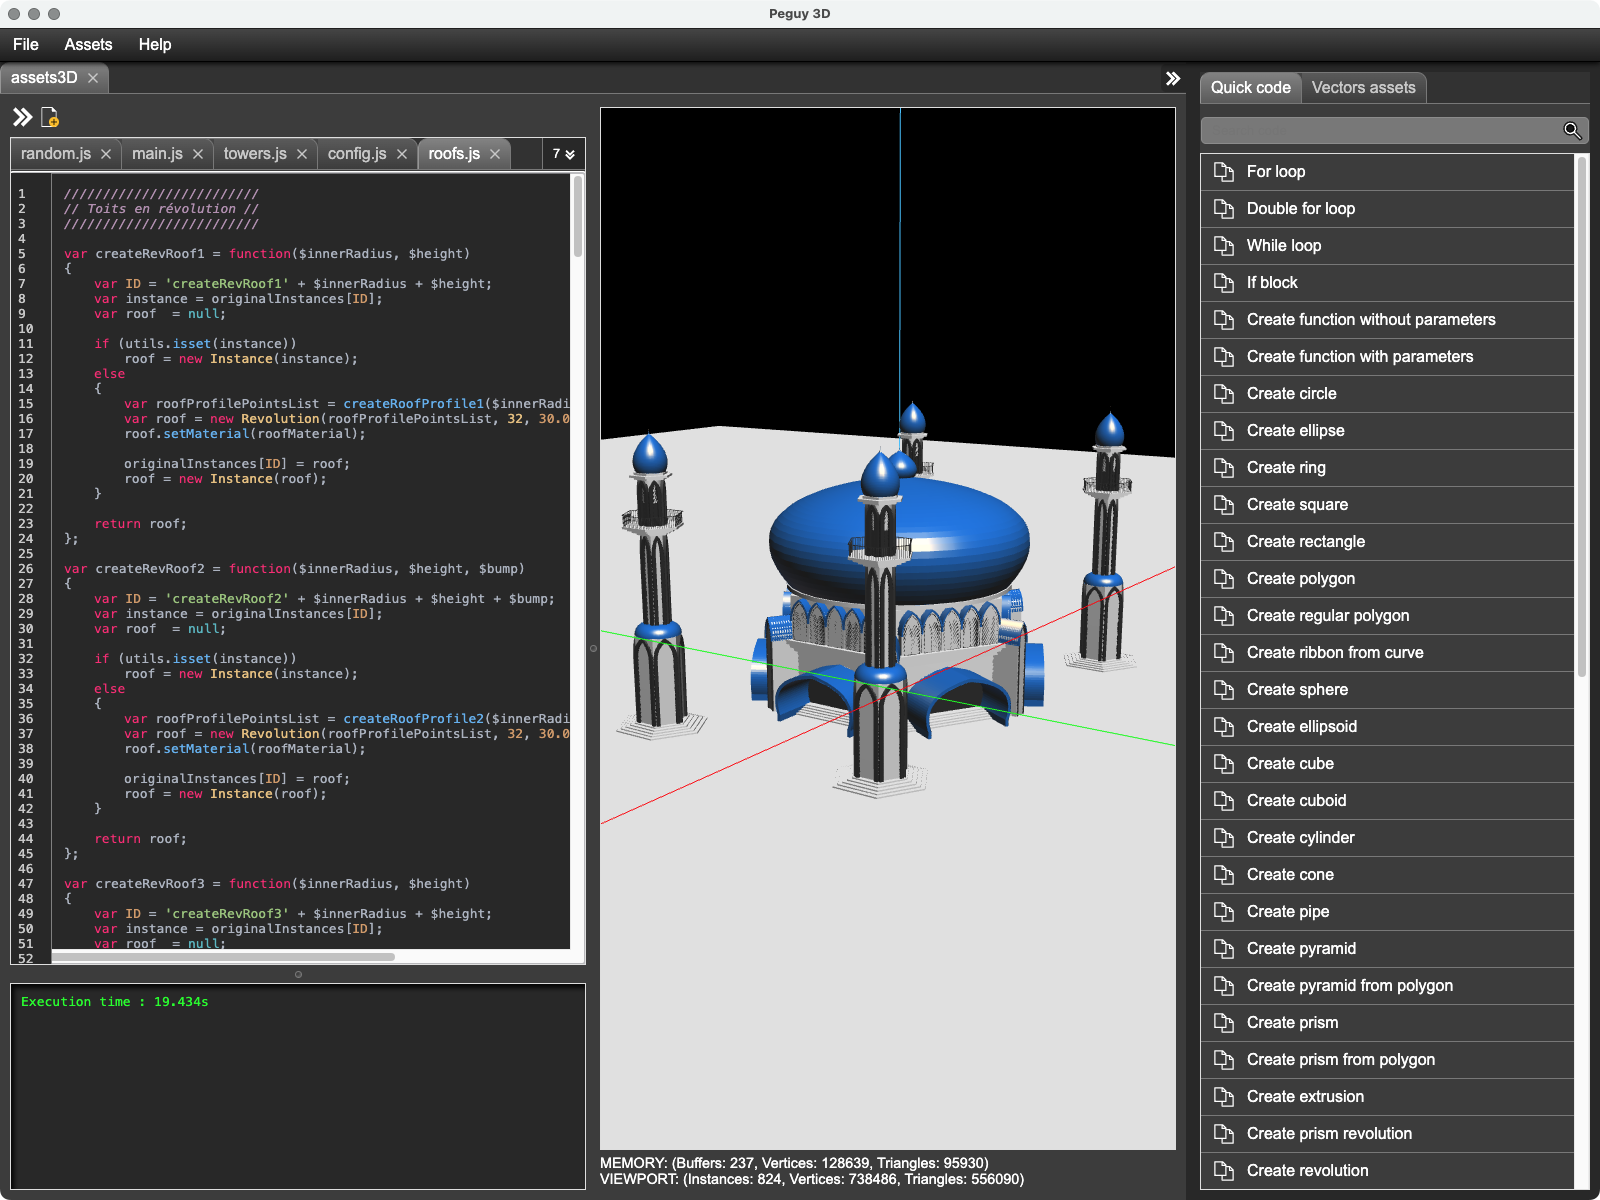 Peguy 3D
File Assets Help
assets3D
Quick code Vectors assets
random.js main.js towers.js config.js roofs.js 7
1 /////////////////////////
2 // Toits en révolution //
3 /////////////////////////
4
5 var createRevRoof1 = function($innerRadius, $height)
6 {
7 var ID = 'createRevRoof1' + $innerRadius + $height;
8 var instance = originalInstances[ID];
9 var roof = null;
10
11 if (utils.isset(instance))
12 roof = new Instance(instance);
13 else
14 {
15 var roofProfilePointsList = createRoofProfile1($innerRadi
16 var roof = new Revolution(roofProfilePointsList, 32, 30.0
17 roof.setMaterial(roofMaterial);
18
19 originalInstances[ID] = roof;
20 roof = new Instance(roof);
21 }
22
23 return roof;
24 };
25
26 var createRevRoof2 = function($innerRadius, $height, $bump)
27 {
28 var ID = 'createRevRoof2' + $innerRadius + $height + $bump;
29 var instance = originalInstances[ID];
30 var roof = null;
31
32 if (utils.isset(instance))
33 roof = new Instance(instance);
34 else
35 {
36 var roofProfilePointsList = createRoofProfile2($innerRadi
37 var roof = new Revolution(roofProfilePointsList, 32, 30.0
38 roof.setMaterial(roofMaterial);
39
40 originalInstances[ID] = roof;
41 roof = new Instance(roof);
42 }
43
44 return roof;
45 };
46
47 var createRevRoof3 = function($innerRadius, $height)
48 {
49 var ID = 'createRevRoof3' + $innerRadius + $height;
50 var instance = originalInstances[ID];
51 var roof = null;
52
Execution time : 19.434s
MEMORY: (Buffers: 237, Vertices: 128639, Triangles: 95930)
VIEWPORT: (Instances: 824, Vertices: 738486, Triangles: 556090)
For loop
Double for loop
While loop
If block
Create function without parameters
Create function with parameters
Create circle
Create ellipse
Create ring
Create square
Create rectangle
Create polygon
Create regular polygon
Create ribbon from curve
Create sphere
Create ellipsoid
Create cube
Create cuboid
Create cylinder
Create cone
Create pipe
Create pyramid
Create pyramid from polygon
Create prism
Create prism from polygon
Create extrusion
Create prism revolution
Create revolution